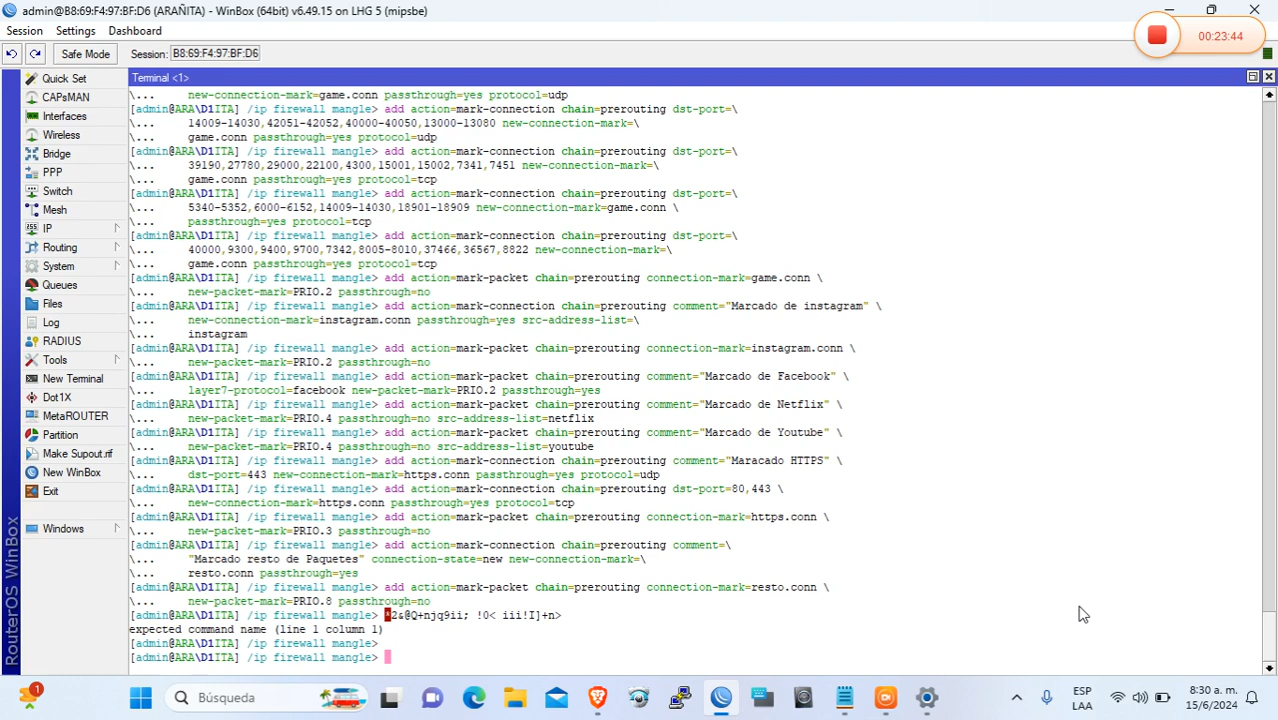 admin@B8:69:F4:97:BF:D6 (ARAÑITA) - WinBox (64bit) v6.49.15 on LHG 5 (mipsbe)
00:23:44
Session Settings Dashboard
Safe Mode Session: B8:69:F4:97:BF:D6
Quick Set
CAPsMAN
Interfaces
Wireless
Bridge
PPP
Switch
Mesh
IP
Routing
System
Queues
Files
Log
RADIUS
Tools
New Terminal
Dot1X
MetaROUTER
Partition
Make Supout.rif
New WinBox
Exit
Windows
RouterOS WinBox
Terminal <1>
\... new-connection-mark=game.conn passthrough=yes protocol=udp
[admin@ARA\D1ITA] /ip firewall mangle> add action=mark-connection chain=prerouting dst-port=\
\... 14009-14030,42051-42052,40000-40050,13000-13080 new-connection-mark=\
\... game.conn passthrough=yes protocol=udp
[admin@ARA\D1ITA] /ip firewall mangle> add action=mark-connection chain=prerouting dst-port=\
\... 39190,27780,29000,22100,4300,15001,15002,7341,7451 new-connection-mark=\
\... game.conn passthrough=yes protocol=tcp
[admin@ARA\D1ITA] /ip firewall mangle> add action=mark-connection chain=prerouting dst-port=\
\... 5340-5352,6000-6152,14009-14030,18901-18909 new-connection-mark=game.conn \
\... passthrough=yes protocol=tcp
[admin@ARA\D1ITA] /ip firewall mangle> add action=mark-connection chain=prerouting dst-port=\
\... 40000,9300,9400,9700,7342,8005-8010,37466,36567,8822 new-connection-mark=\
\... game.conn passthrough=yes protocol=tcp
[admin@ARA\D1ITA] /ip firewall mangle> add action=mark-packet chain=prerouting connection-mark=game.conn \
\... new-packet-mark=PRIO.2 passthrough=no
[admin@ARA\D1ITA] /ip firewall mangle> add action=mark-connection chain=prerouting comment="Marcado de instagram" \
\... new-connection-mark=instagram.conn passthrough=yes src-address-list=\
\... instagram
[admin@ARA\D1ITA] /ip firewall mangle> add action=mark-packet chain=prerouting connection-mark=instagram.conn \
\... new-packet-mark=PRIO.2 passthrough=no
[admin@ARA\D1ITA] /ip firewall mangle> add action=mark-packet chain=prerouting comment="Marcado de Facebook" \
\... layer7-protocol=facebook new-packet-mark=PRIO.2 passthrough=yes
[admin@ARA\D1ITA] /ip firewall mangle> add action=mark-packet chain=prerouting comment="Marcado de Netflix" \
\... new-packet-mark=PRIO.4 passthrough=no src-address-list=netflix
[admin@ARA\D1ITA] /ip firewall mangle> add action=mark-packet chain=prerouting comment="Marcado de Youtube" \
\... new-packet-mark=PRIO.4 passthrough=no src-address-list=youtube
[admin@ARA\D1ITA] /ip firewall mangle> add action=mark-connection chain=prerouting comment="Maracado HTTPS" \
\... dst-port=443 new-connection-mark=https.conn passthrough=yes protocol=udp
[admin@ARA\D1ITA] /ip firewall mangle> add action=mark-connection chain=prerouting dst-port=80,443 \
\... new-connection-mark=https.conn passthrough=yes protocol=tcp
[admin@ARA\D1ITA] /ip firewall mangle> add action=mark-packet chain=prerouting connection-mark=https.conn \
\... new-packet-mark=PRIO.3 passthrough=no
[admin@ARA\D1ITA] /ip firewall mangle> add action=mark-connection chain=prerouting comment=\
\... "Marcado resto de Paquetes" connection-state=new new-connection-mark=\
\... resto.conn passthrough=yes
[admin@ARA\D1ITA] /ip firewall mangle> add action=mark-packet chain=prerouting connection-mark=resto.conn \
\... new-packet-mark=PRIO.8 passthrough=no
[admin@ARA\D1ITA] /ip firewall mangle> 2&@Q+njq9ii; !0< iii!I]+n>
expected command name (line 1 column 1)
[admin@ARA\D1ITA] /ip firewall mangle>
[admin@ARA\D1ITA] /ip firewall mangle>
1
Búsqueda
ESP
LAA
8:30 a. m.
15/6/2024